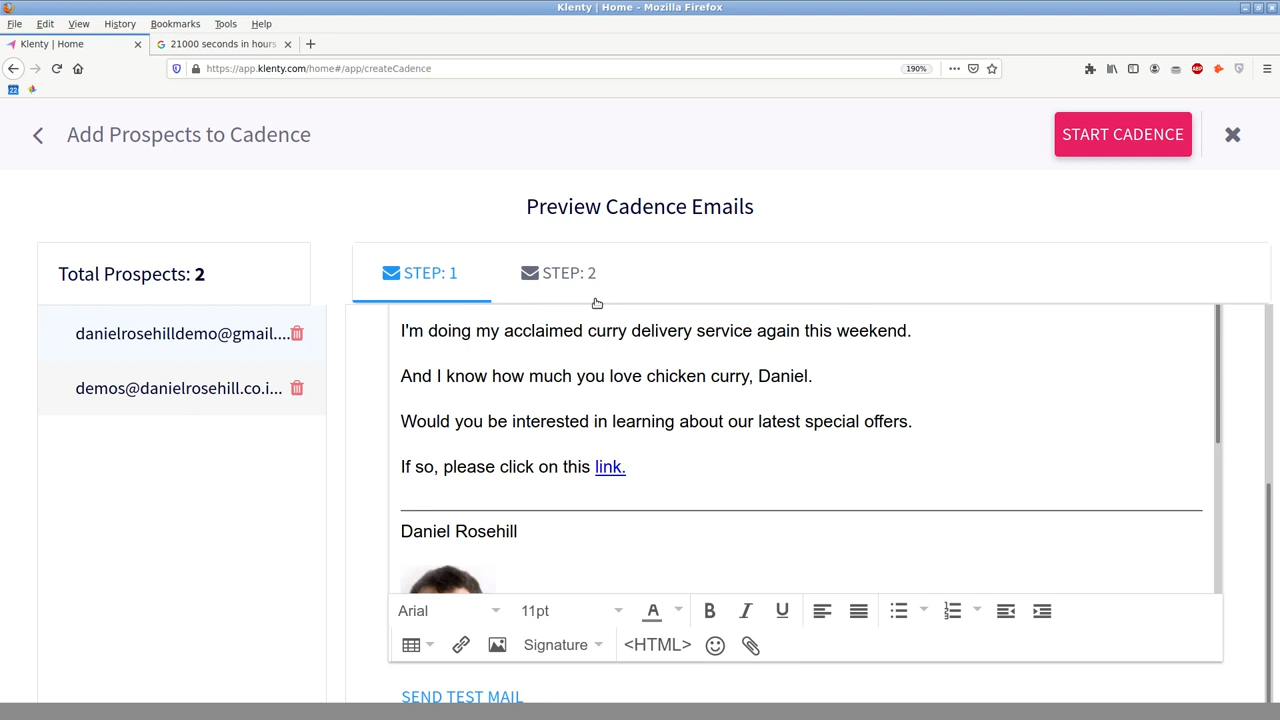 Klenty | Home - Mozilla Firefox
File Edit View History Bookmarks Tools Help
Klenty | Home
21000 seconds in hours
https://app.klenty.com/home#/app/createCadence
190%
ABP
22
Add Prospects to Cadence
START CADENCE
Preview Cadence Emails
Total Prospects: 2
STEP: 1
STEP: 2
danielrosehilldemo@gmail....
demos@danielrosehill.co.i...
I'm doing my acclaimed curry delivery service again this weekend.
And I know how much you love chicken curry, Daniel.
Would you be interested in learning about our latest special offers.
If so, please click on this link.
Daniel Rosehill
Arial 11pt A B I U
Signature <HTML>
SEND TEST MAIL